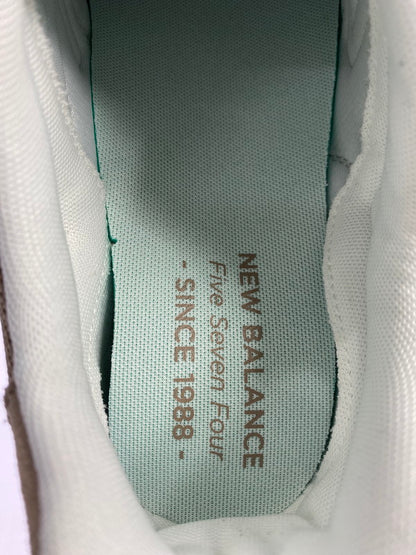 NEW BALANCE
Five Seven Four
- SINCE 1988 -